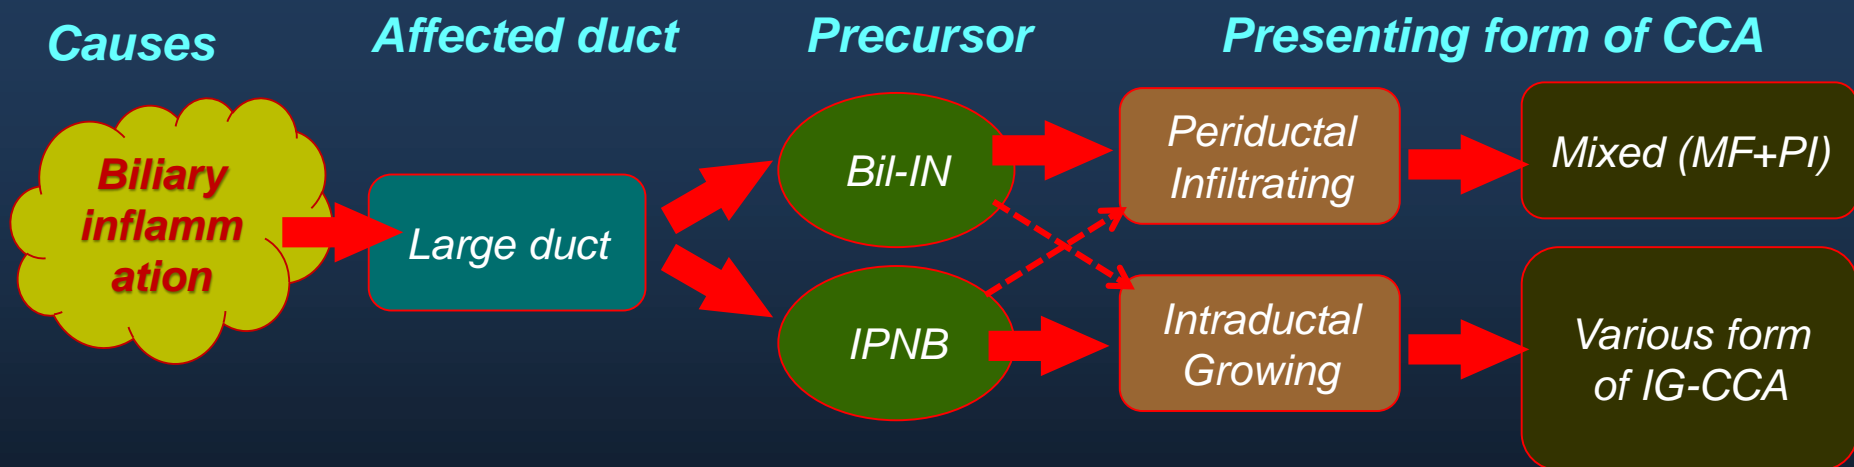 Causes
Affected duct
Precursor
Presenting form of CCA
Biliary
inflamm
ation
Large duct
Bil-IN
IPNB
Periductal
Infiltrating
Intraductal
Growing
Mixed (MF+PI)
Various form
of IG-CCA